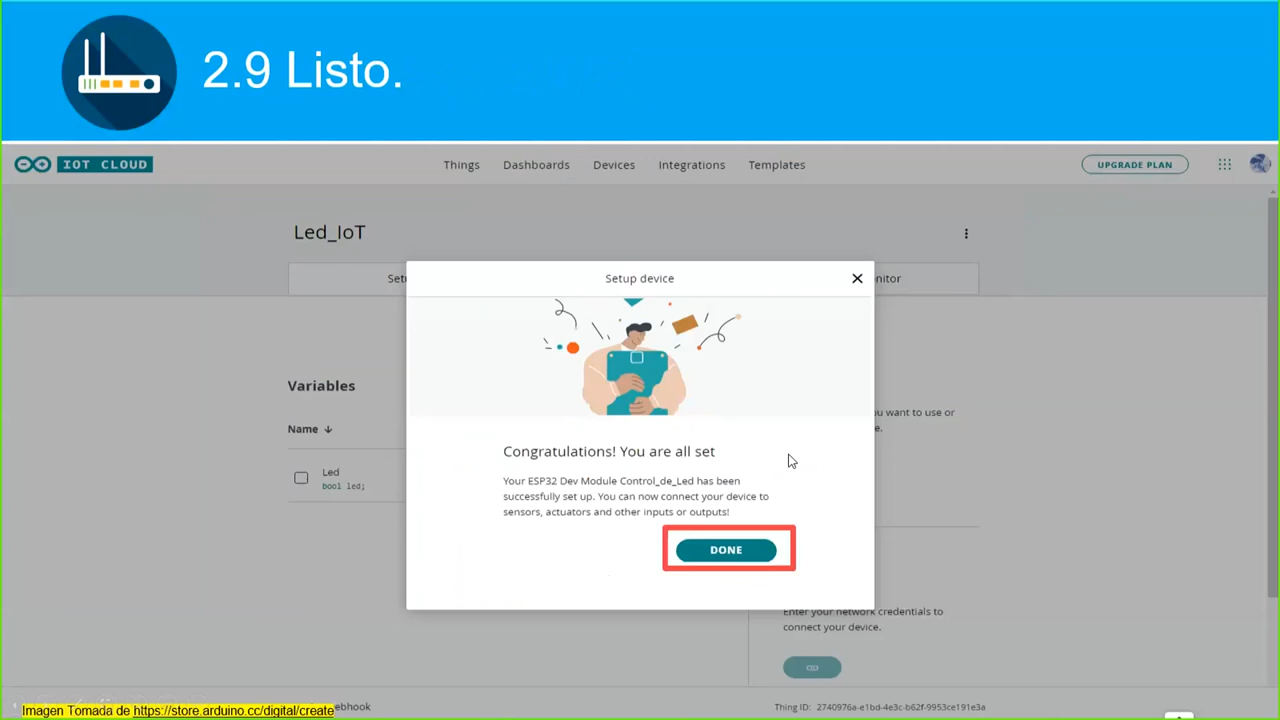 2.9 Listo.
IOT CLOUD
Things Dashboards Devices Integrations Templates
UPGRADE PLAN
Led_IoT
Setup device
Variables
Name ↓
Led
bool led;
Congratulations! You are all set
Your ESP32 Dev Module Control_de_Led has been
successfully set up. You can now connect your device to
sensors, actuators and other inputs or outputs!
DONE
you want to use or
Enter your network credentials to
connect your device.
Imagen Tomada de https://store.arduino.cc/digital/create
Thing ID: 2740976a-e1bd-4e3c-b62f-9953ce191e3a